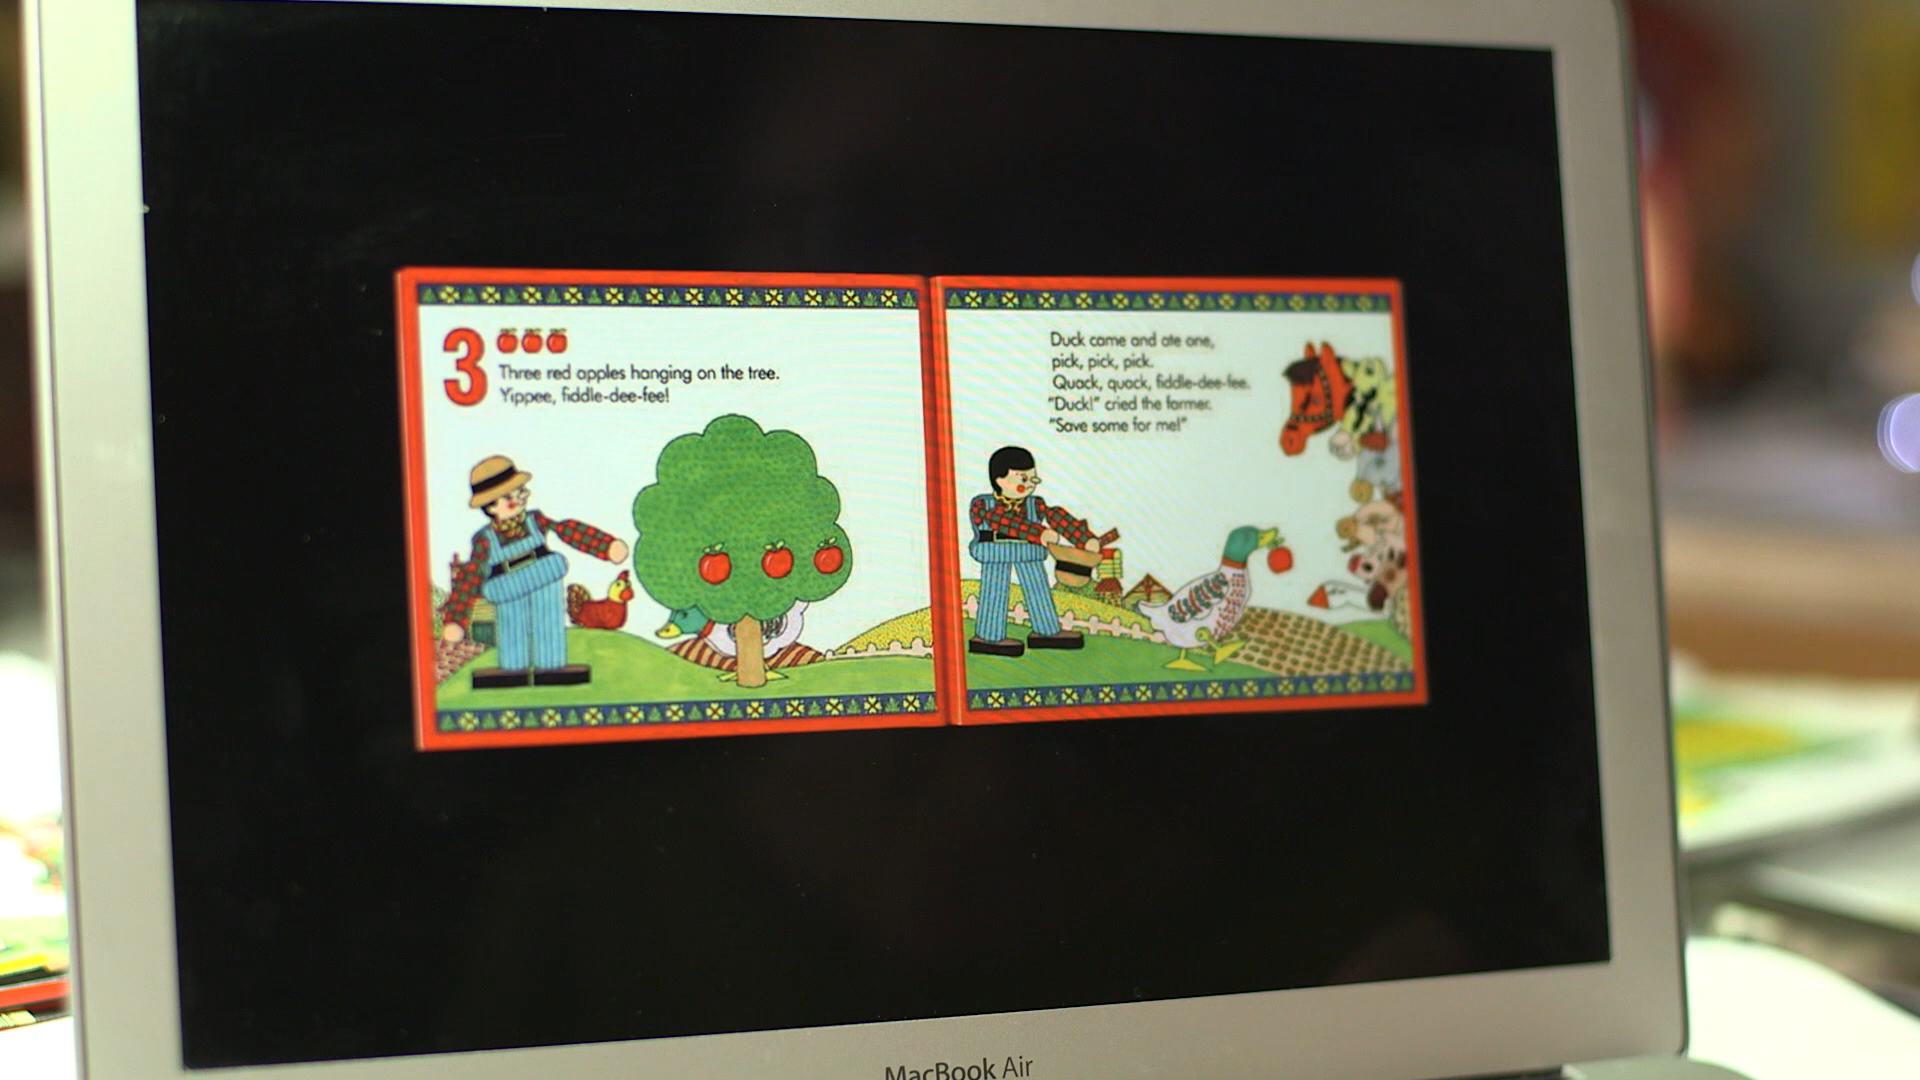 3
Three red apples hanging on the tree.
Yippee, fiddle-dee-fee!
Duck came and ate one,
pick, pick, pick.
Quack, quack, fiddle-dee-fee.
"Duck!" cried the farmer.
"Save some for me!"
MacBook Air